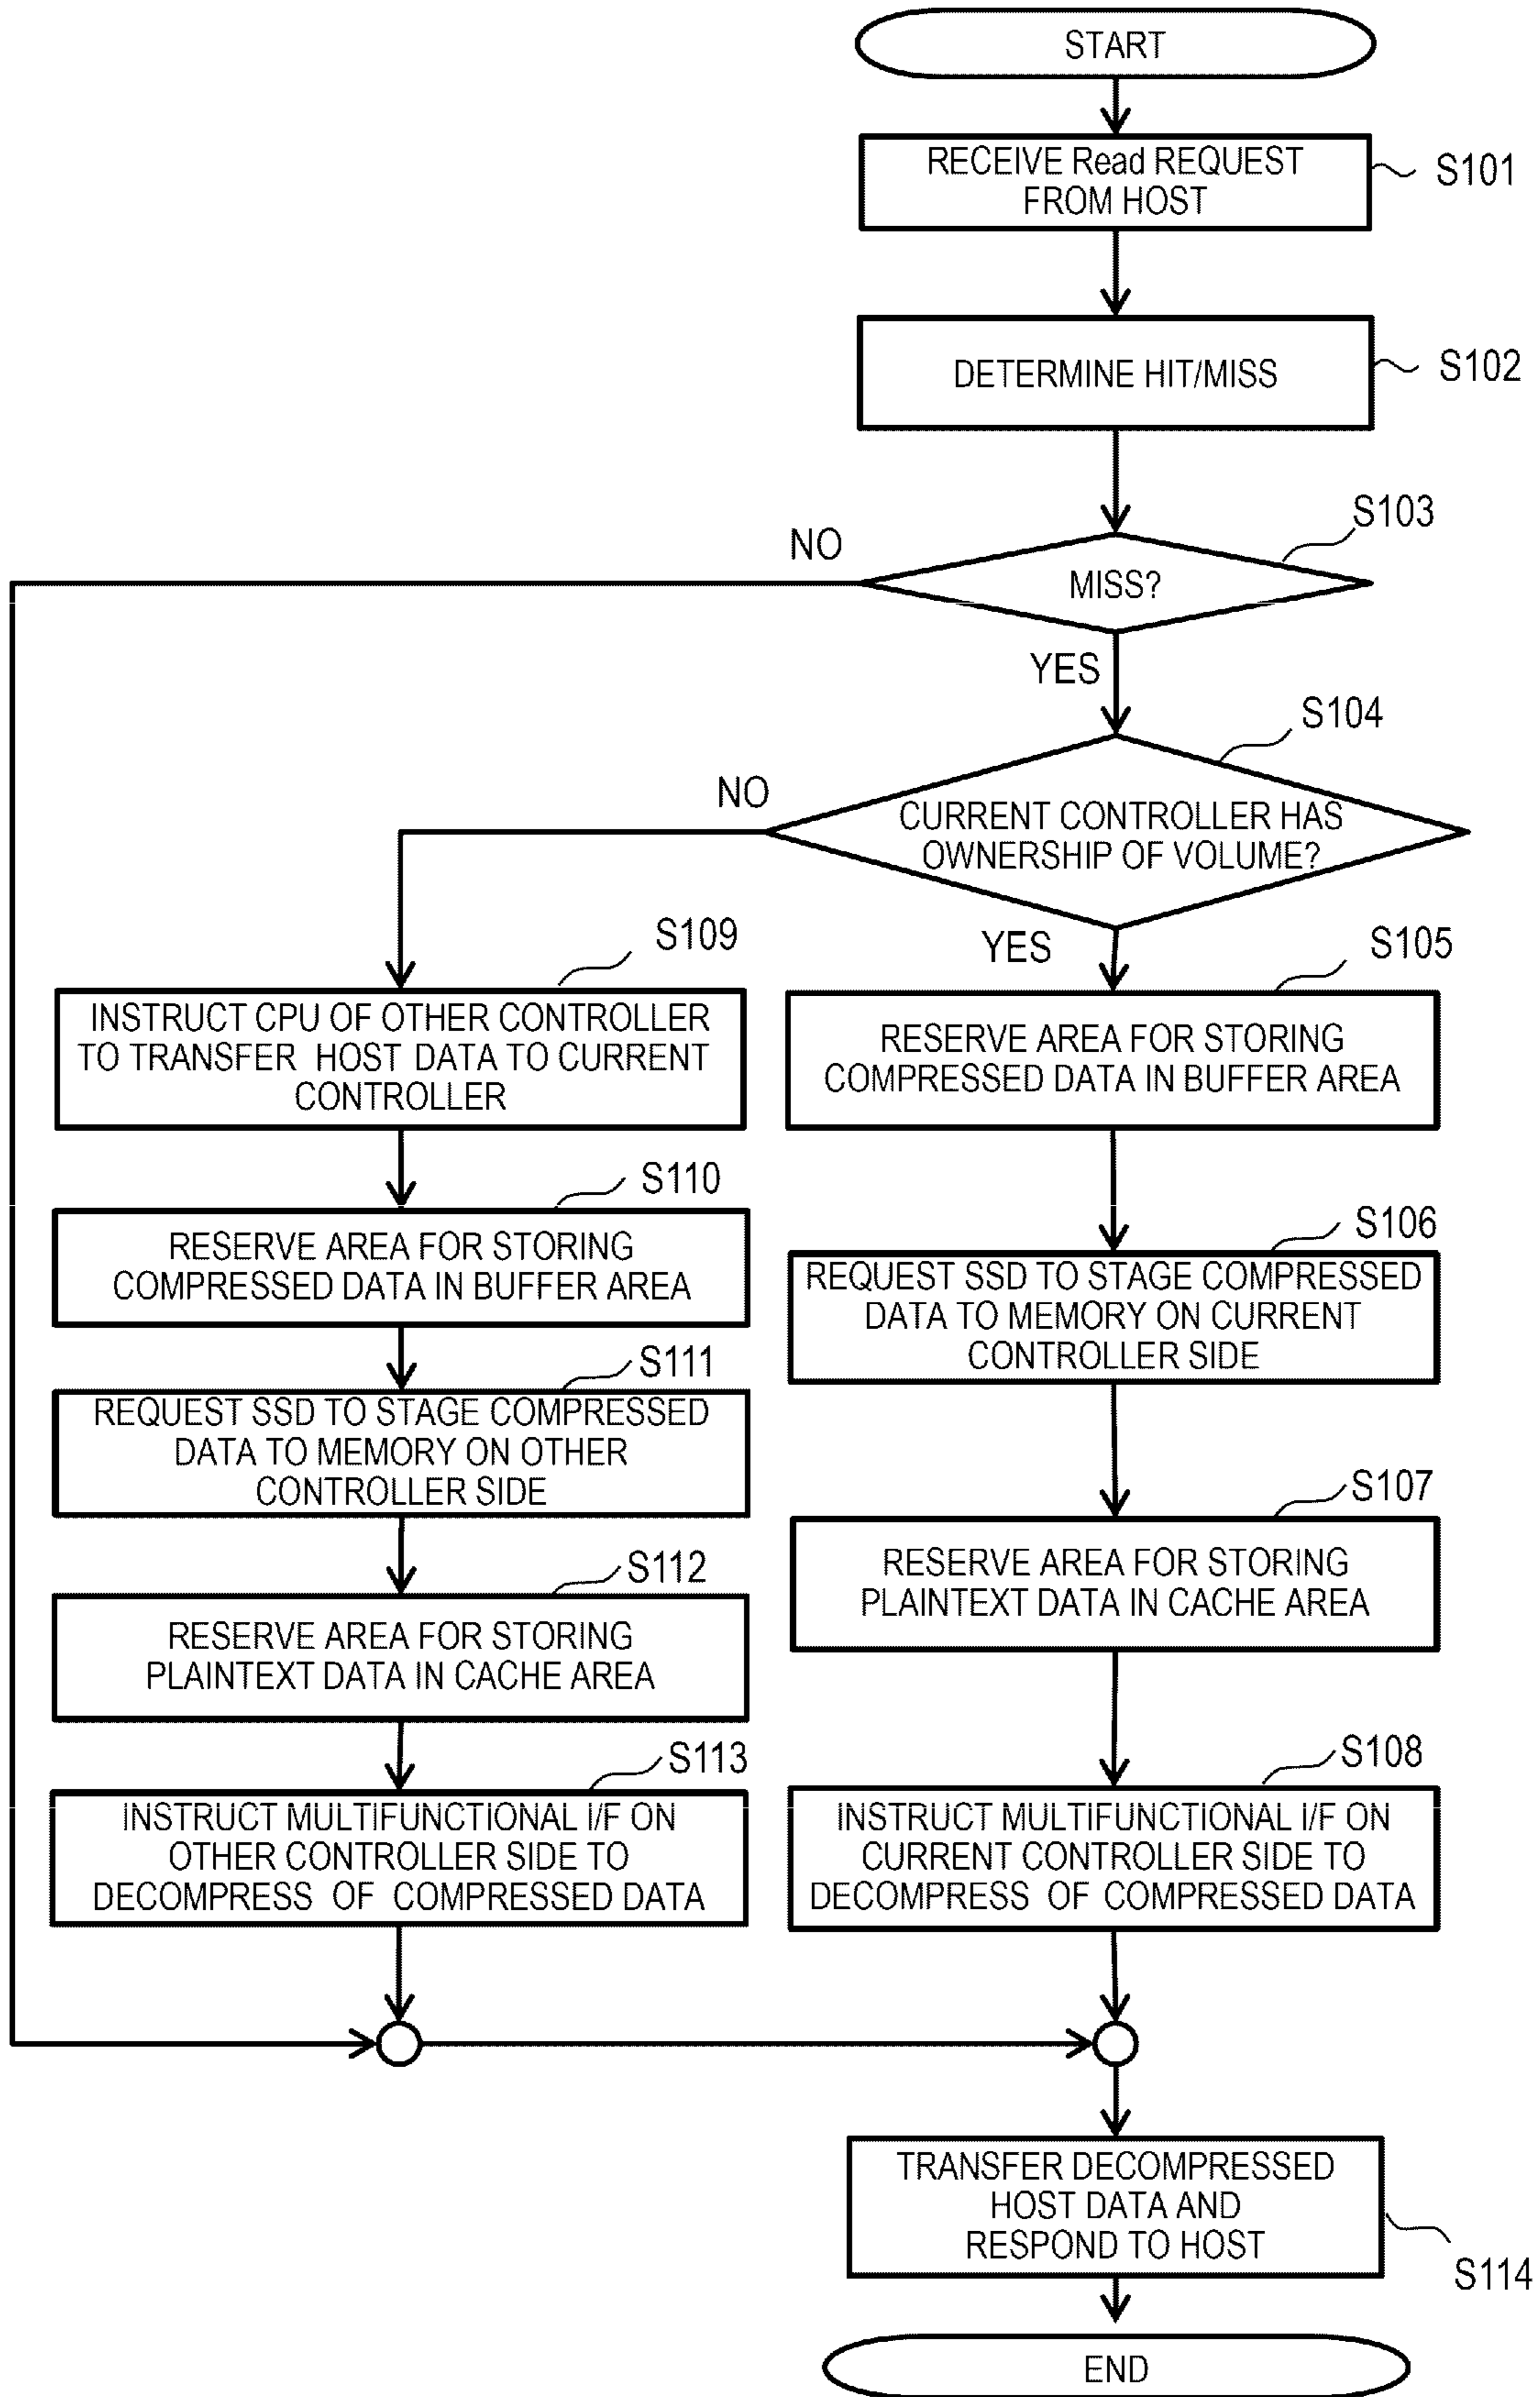 START
RECEIVE Read REQUEST
FROM HOST
S101
DETERMINE HIT/MISS
S102
S103
NO
MISS?
YES
S104
NO
CURRENT CONTROLLER HAS
OWNERSHIP OF VOLUME?
YES
S109
INSTRUCT CPU OF OTHER CONTROLLER
TO TRANSFER HOST DATA TO CURRENT
CONTROLLER
S105
RESERVE AREA FOR STORING
COMPRESSED DATA IN BUFFER AREA
S110
RESERVE AREA FOR STORING
COMPRESSED DATA IN BUFFER AREA
S106
REQUEST SSD TO STAGE COMPRESSED
DATA TO MEMORY ON CURRENT
CONTROLLER SIDE
S111
REQUEST SSD TO STAGE COMPRESSED
DATA TO MEMORY ON OTHER
CONTROLLER SIDE
S107
RESERVE AREA FOR STORING
PLAINTEXT DATA IN CACHE AREA
S112
RESERVE AREA FOR STORING
PLAINTEXT DATA IN CACHE AREA
S113
INSTRUCT MULTIFUNCTIONAL I/F ON
OTHER CONTROLLER SIDE TO
DECOMPRESS OF COMPRESSED DATA
S108
INSTRUCT MULTIFUNCTIONAL I/F ON
CURRENT CONTROLLER SIDE TO
DECOMPRESS OF COMPRESSED DATA
TRANSFER DECOMPRESSED
HOST DATA AND
RESPOND TO HOST
S114
END